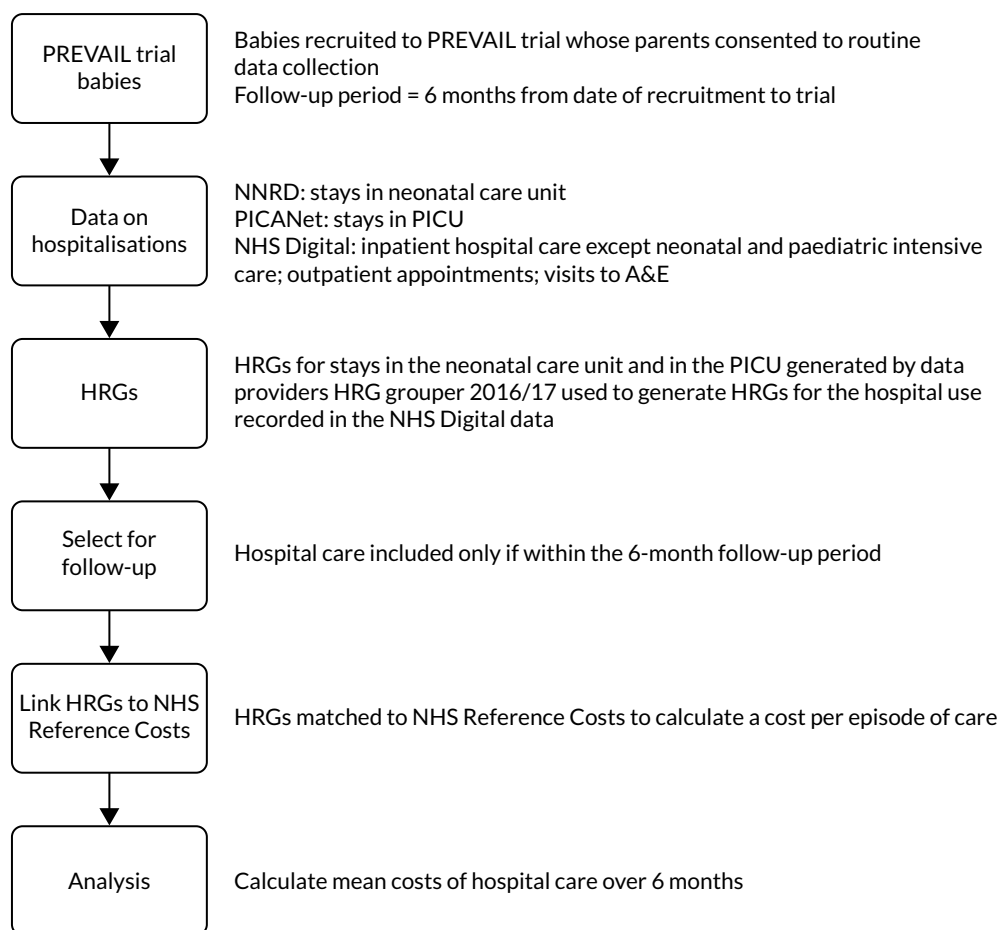 PREVAIL trial
babies
Babies recruited to PREVAIL trial whose parents consented to routine
data collection
Follow-up period = 6 months from date of recruitment to trial
Data on
hospitalisations
NNRD: stays in neonatal care unit
PICANet: stays in PICU
NHS Digital: inpatient hospital care except neonatal and paediatric intensive
care; outpatient appointments; visits to A&E
HRGs
HRGs for stays in the neonatal care unit and in the PICU generated by data
providers HRG grouper 2016/17 used to generate HRGs for the hospital use
recorded in the NHS Digital data
Select for
follow-up
Hospital care included only if within the 6-month follow-up period
Link HRGs to NHS
Reference Costs
HRGs matched to NHS Reference Costs to calculate a cost per episode of care
Analysis
Calculate mean costs of hospital care over 6 months